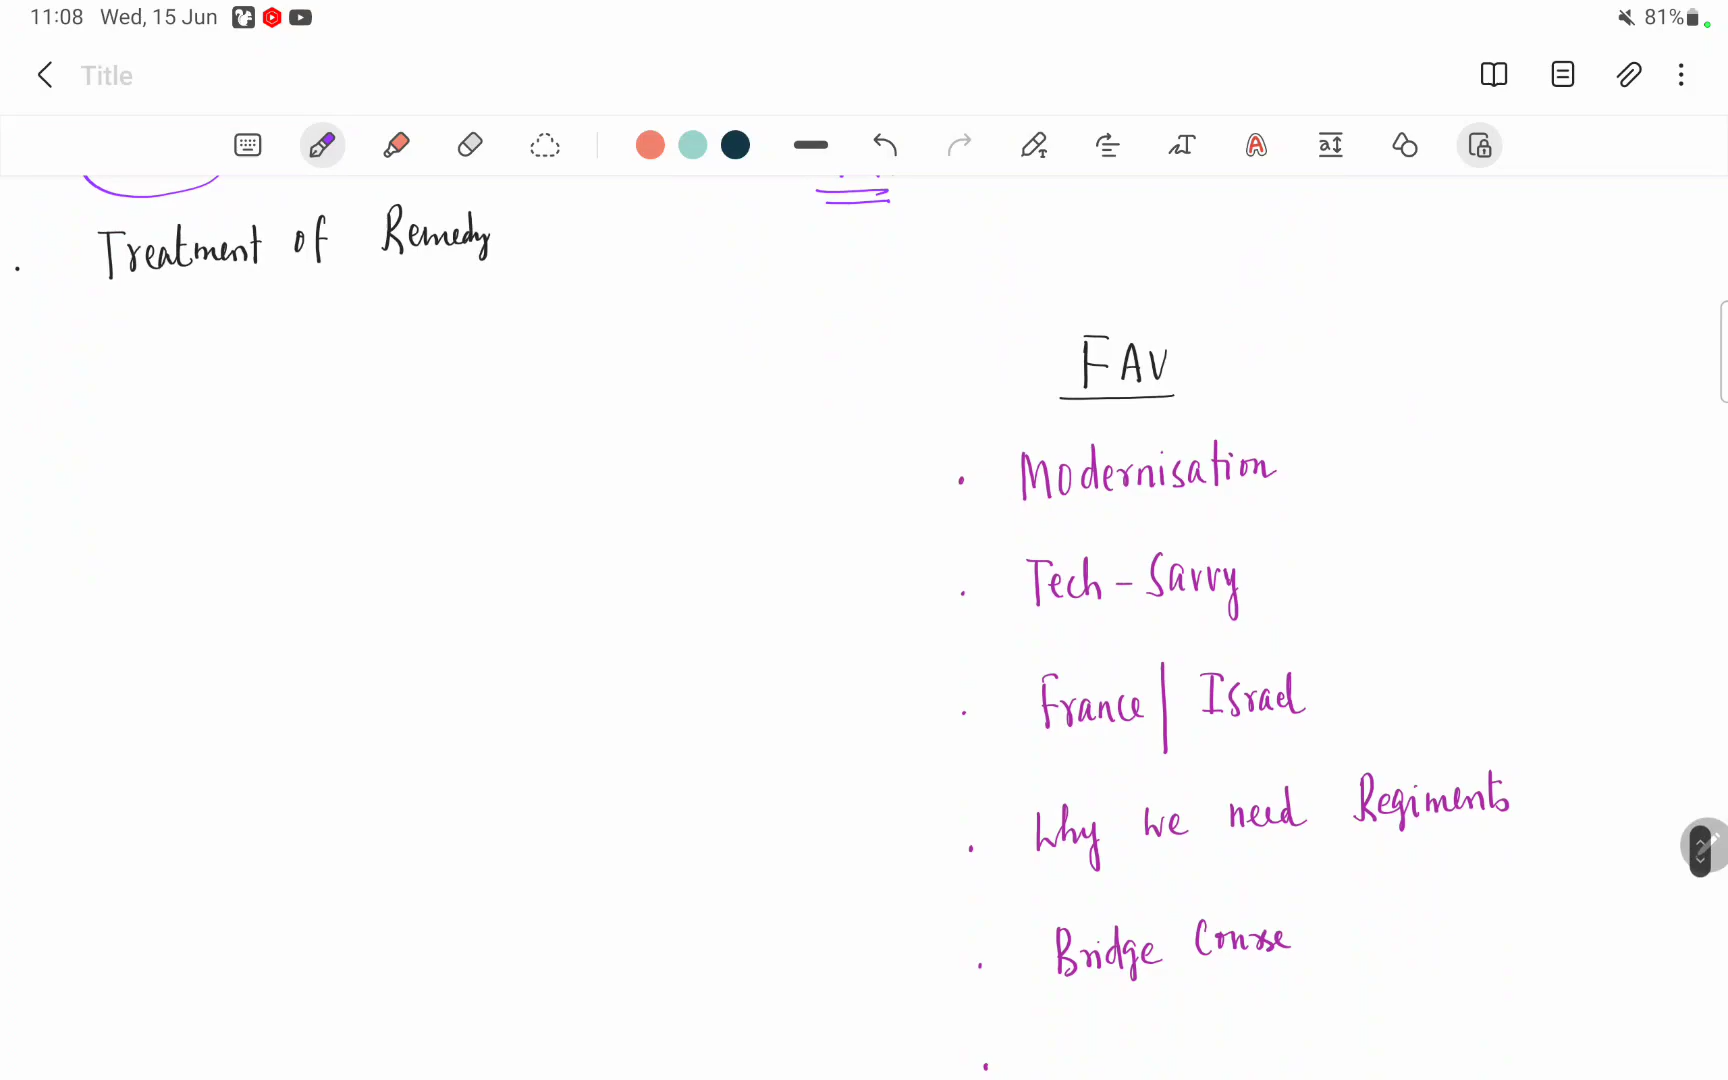 11:08 Wed, 15 Jun 81%
Title
Treatment of Remedy
FAV
Modernisation
Tech - Savvy
France | Israel
Why we need Regiments
Bridge Course